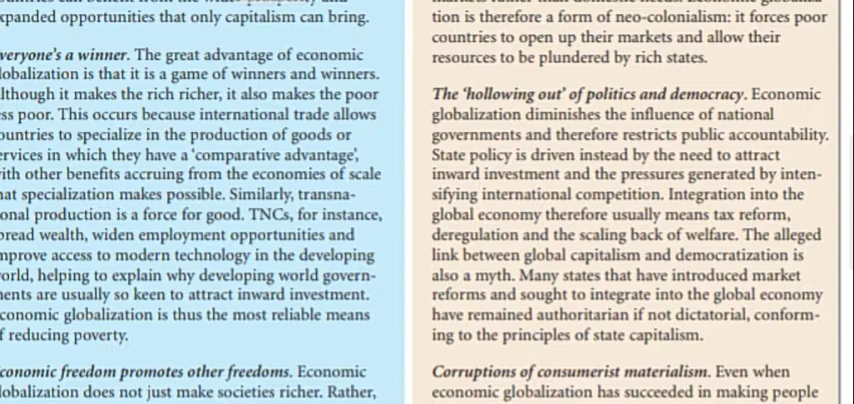 xpanded opportunities that only capitalism can bring.
veryone's a winner. The great advantage of economic
lobalization is that it is a game of winners and winners.
lthough it makes the rich richer, it also makes the poor
ss poor. This occurs because international trade allows
ountries to specialize in the production of goods or
ervices in which they have a 'comparative advantage',
ith other benefits accruing from the economies of scale
hat specialization makes possible. Similarly, transna-
onal production is a force for good. TNCs, for instance,
pread wealth, widen employment opportunities and
mprove access to modern technology in the developing
orld, helping to explain why developing world govern-
ents are usually so keen to attract inward investment.
conomic globalization is thus the most reliable means
f reducing poverty.
conomic freedom promotes other freedoms. Economic
lobalization does not just make societies richer. Rather,
tion is therefore a form of neo-colonialism: it forces poor
countries to open up their markets and allow their
resources to be plundered by rich states.
The 'hollowing out' of politics and democracy. Economic
globalization diminishes the influence of national
governments and therefore restricts public accountability.
State policy is driven instead by the need to attract
inward investment and the pressures generated by inten-
sifying international competition. Integration into the
global economy therefore usually means tax reform,
deregulation and the scaling back of welfare. The alleged
link between global capitalism and democratization is
also a myth. Many states that have introduced market
reforms and sought to integrate into the global economy
have remained authoritarian if not dictatorial, conform-
ing to the principles of state capitalism.
Corruptions of consumerist materialism. Even when
economic globalization has succeeded in making people